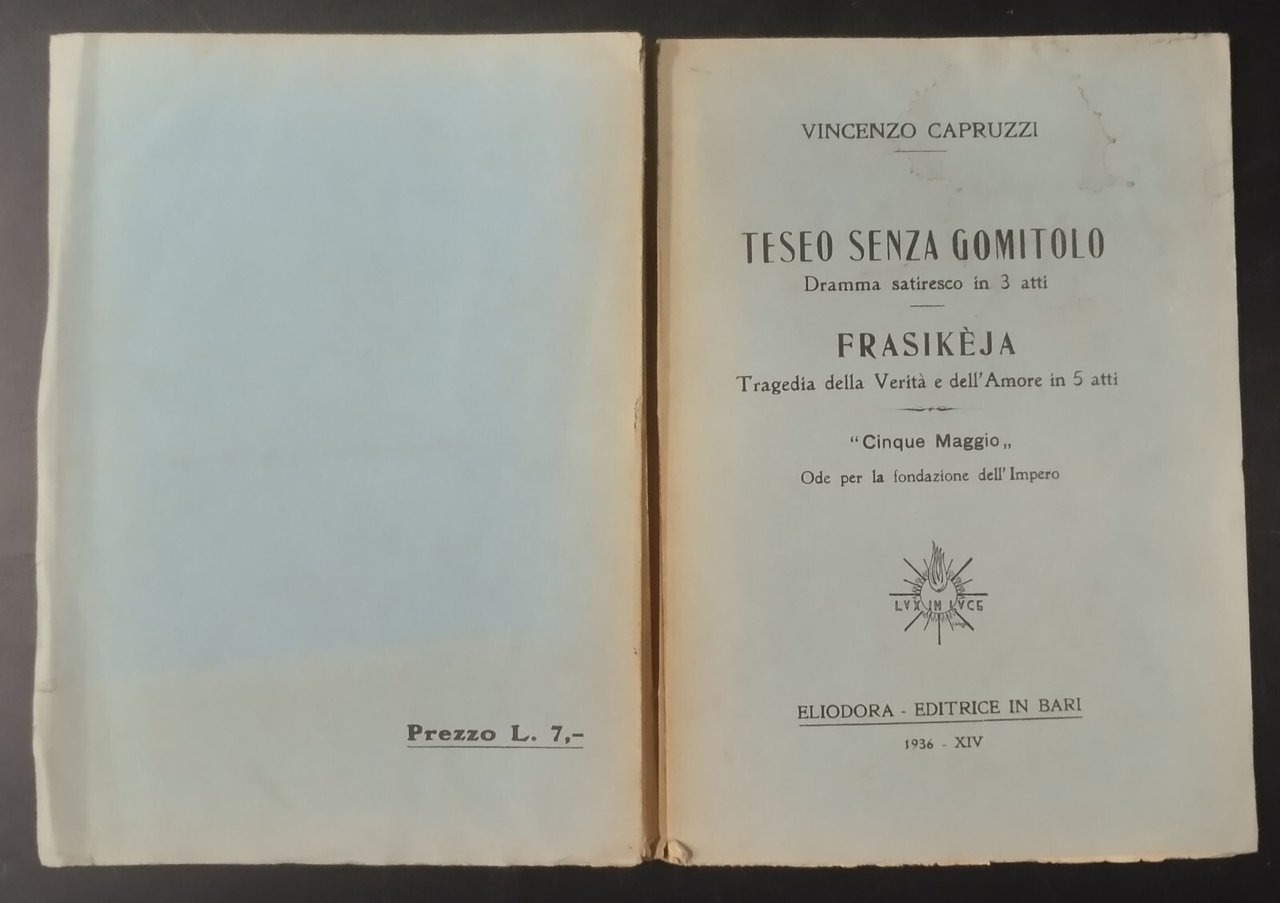 Prezzo L. 7,-
VINCENZO CAPRUZZI
TESEO SENZA GOMITOLO
Dramma satiresco in 3 atti
FRASIKÈJA
Tragedia della Verità e dell'Amore in 5 atti
"Cinque Maggio„
Ode per la fondazione dell'Impero
LVX IN LVCE
ELIODORA - EDITRICE IN BARI
1936 - XIV